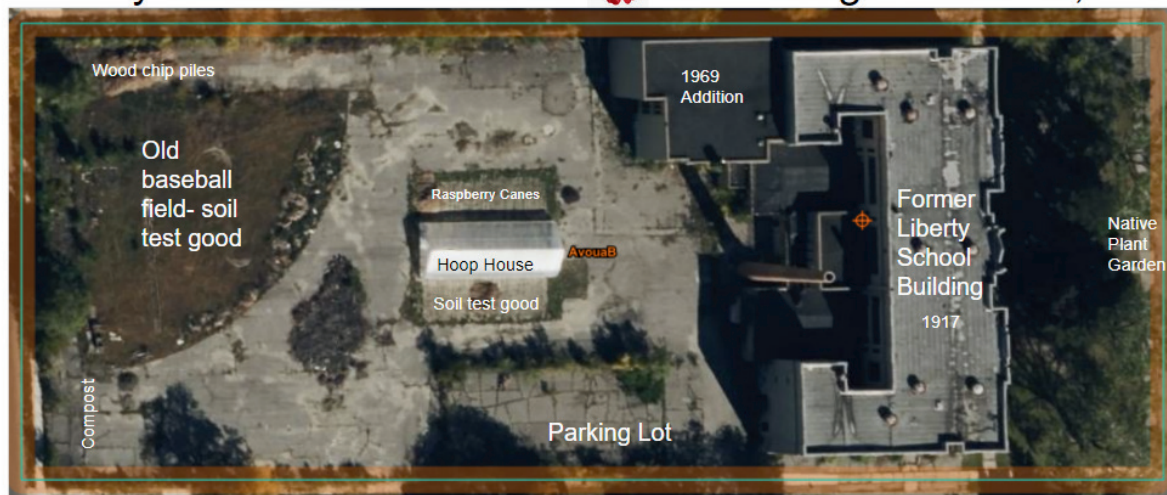 Wood chip piles
1969
Addition
Old
baseball
field- soil
test good
Raspberry Canes
Former
Liberty
School
Building
1917
Native
Plant
Garden
AvouaB
Hoop House
Soil test good
Compost
Parking Lot